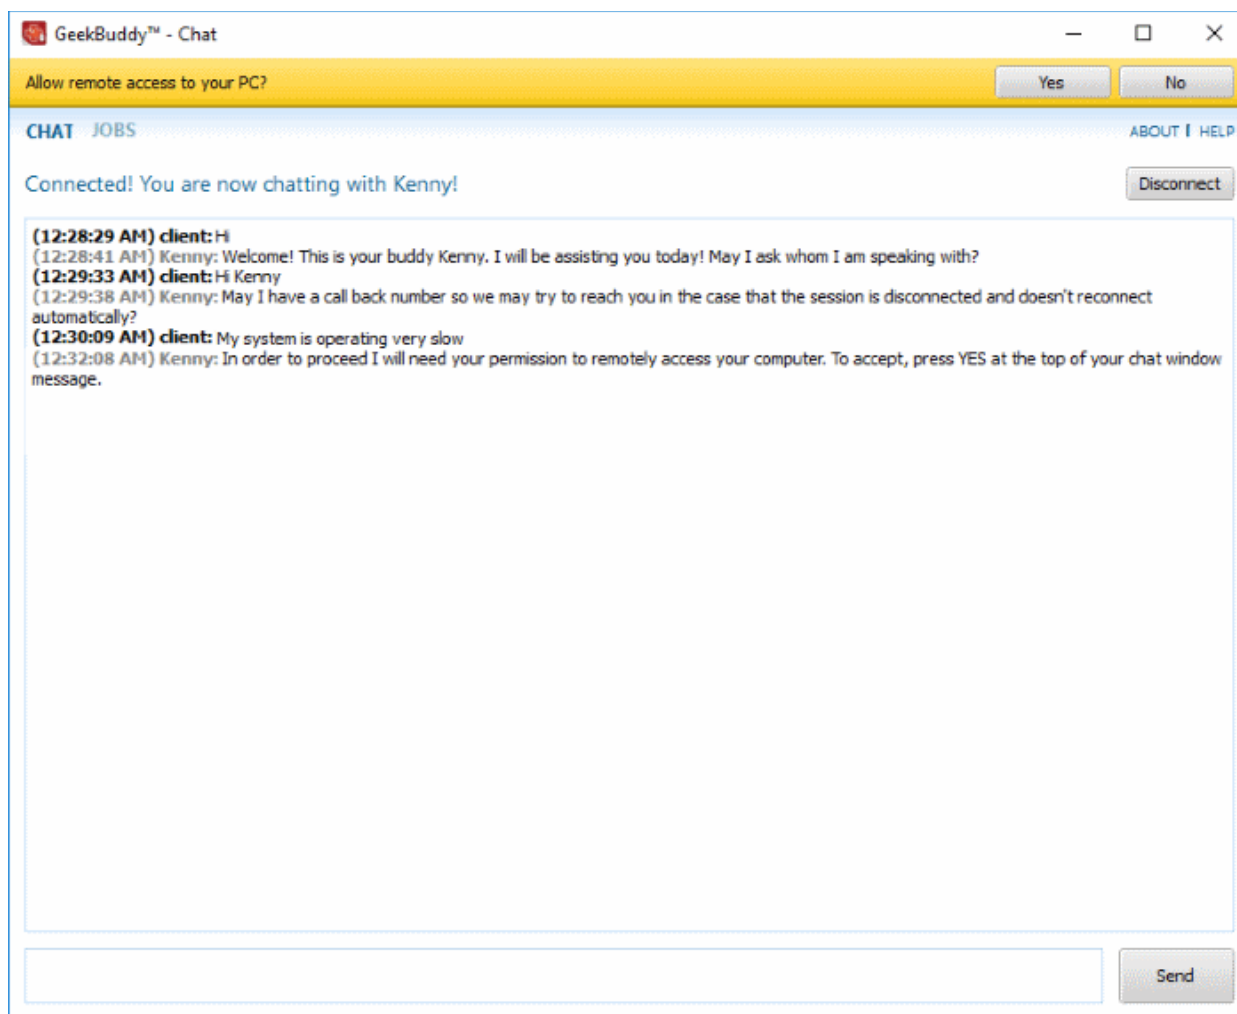 GeekBuddy™ - Chat
Allow remote access to your PC?
Yes
No
CHAT JOBS
ABOUT | HELP
Connected! You are now chatting with Kenny!
Disconnect
(12:28:29 AM) client: Hi
(12:28:41 AM) Kenny: Welcome! This is your buddy Kenny. I will be assisting you today! May I ask whom I am speaking with?
(12:29:33 AM) client: Hi Kenny
(12:29:38 AM) Kenny: May I have a call back number so we may try to reach you in the case that the session is disconnected and doesn't reconnect
automatically?
(12:30:09 AM) client: My system is operating very slow
(12:32:08 AM) Kenny: In order to proceed I will need your permission to remotely access your computer. To accept, press YES at the top of your chat window
message.
Send